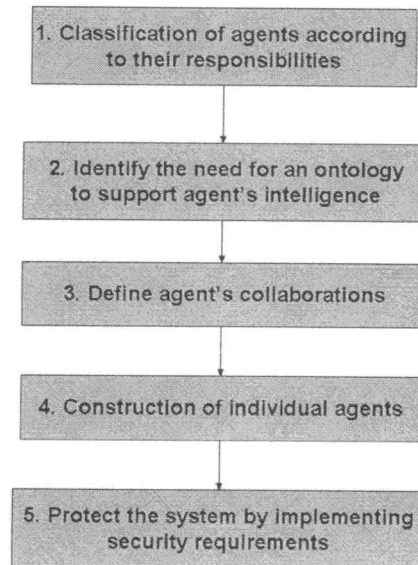 1. Classification of agents according
to their responsibilities
2. Identify the need for an ontology
to support agent's intelligence
3. Define agent's collaborations
4. Construction of individual agents
5. Protect the system by implementing
security requirements